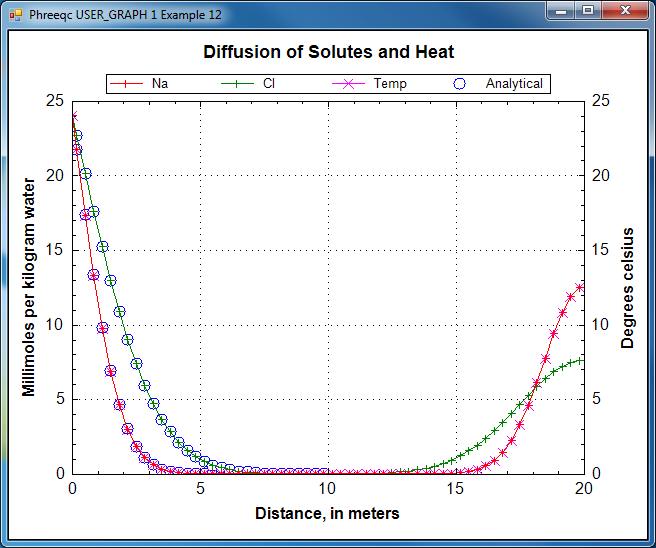 Phreeqc USER_GRAPH 1 Example 12
Diffusion of Solutes and Heat
Na Cl Temp Analytical
25 25
20 20
15 15
10 10
5 5
0 0
Millimoles per kilogram water
Degrees celsius
0 5 10 15 20
Distance, in meters